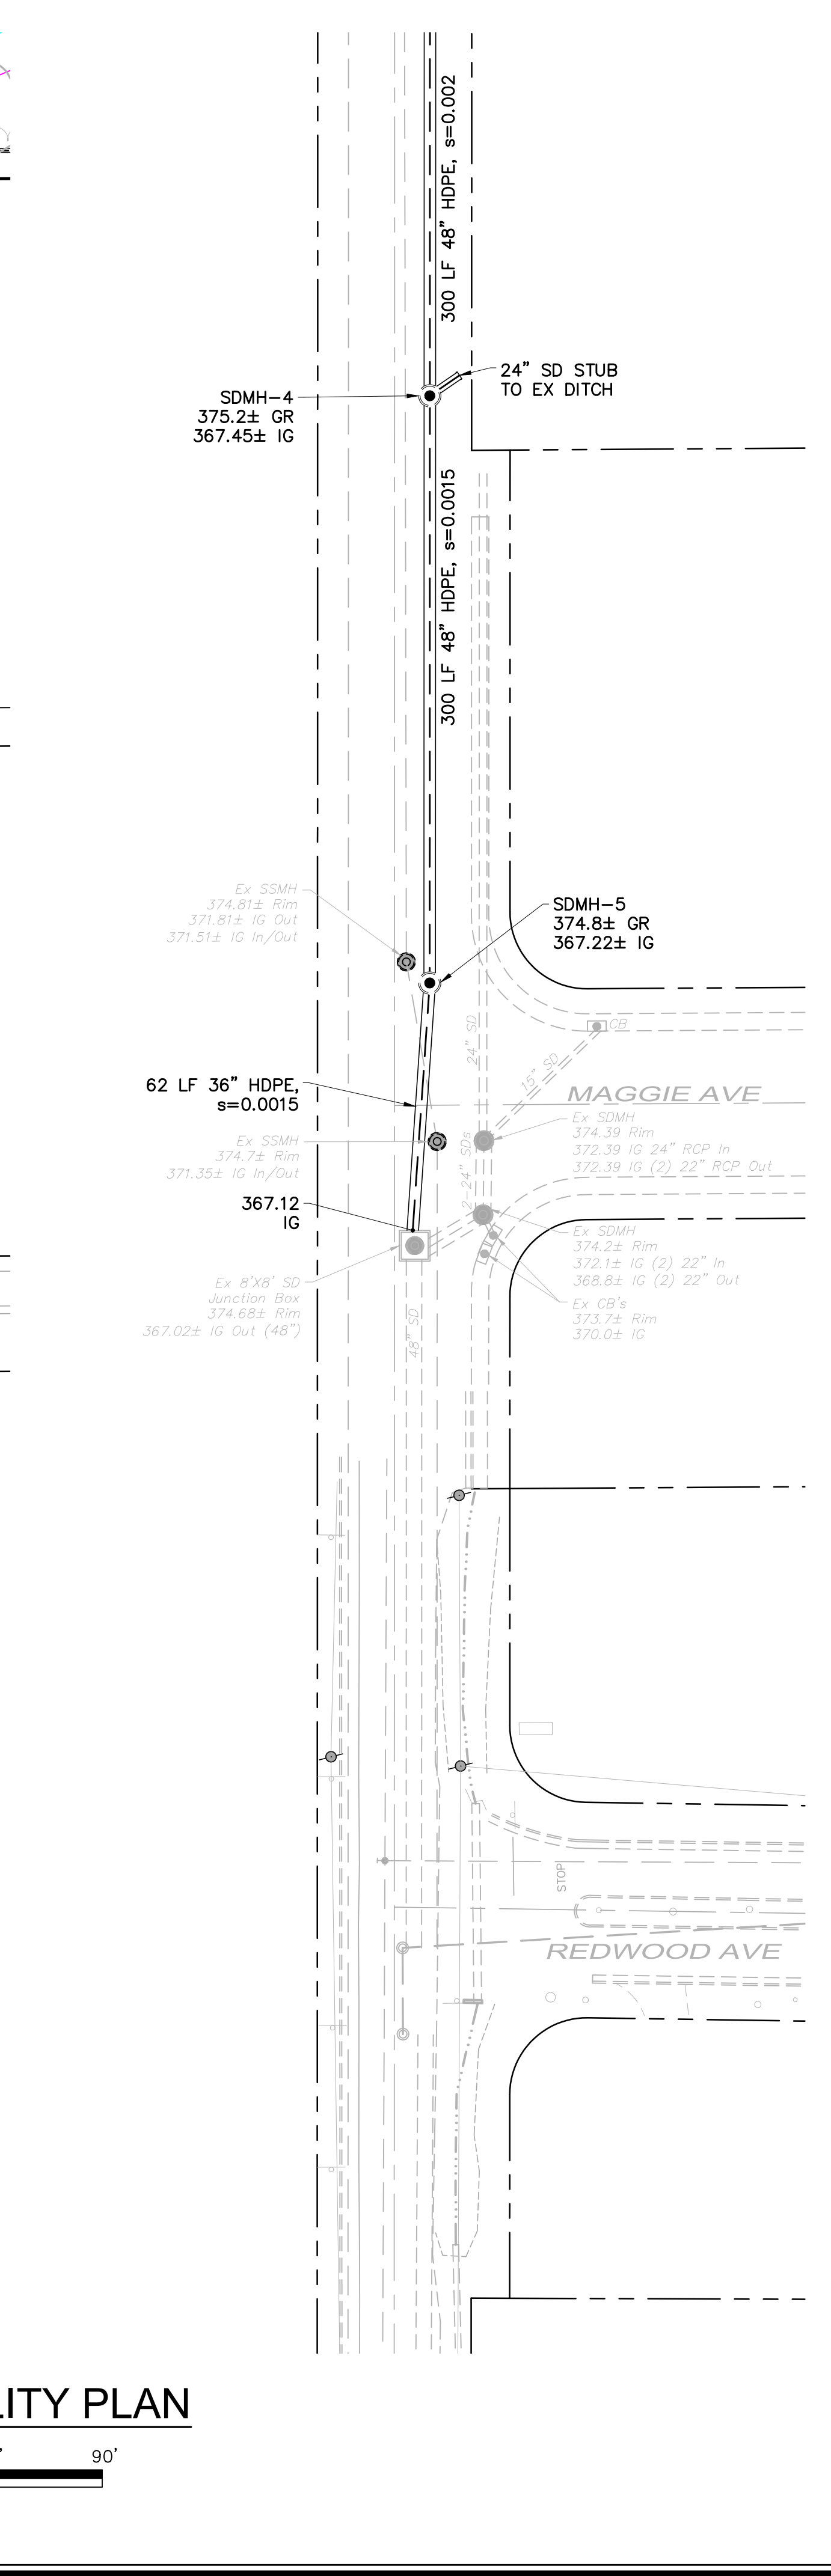 300 LF 48" HDPE, s=0.002
24" SD STUB
TO EX DITCH
SDMH-4
375.2± GR
367.45± IG
300 LF 48" HDPE, s=0.0015
Ex SSMH
374.81± Rim
371.81± IG Out
371.51± IG In/Out
SDMH-5
374.8± GR
367.22± IG
24" SD
CB
15" SD
62 LF 36" HDPE,
s=0.0015
MAGGIE AVE
Ex SSMH
374.7± Rim
371.35± IG In/Out
2-24" SDs
Ex SDMH
374.39 Rim
372.39 IG 24" RCP In
372.39 IG (2) 22" RCP Out
367.12
IG
Ex SDMH
374.2± Rim
372.1± IG (2) 22" In
368.8± IG (2) 22" Out
Ex 8'X8' SD
Junction Box
374.68± Rim
367.02± IG Out (48")
48" SD
Ex CB's
373.7± Rim
370.0± IG
STOP
REDWOOD AVE
LITY PLAN
90'